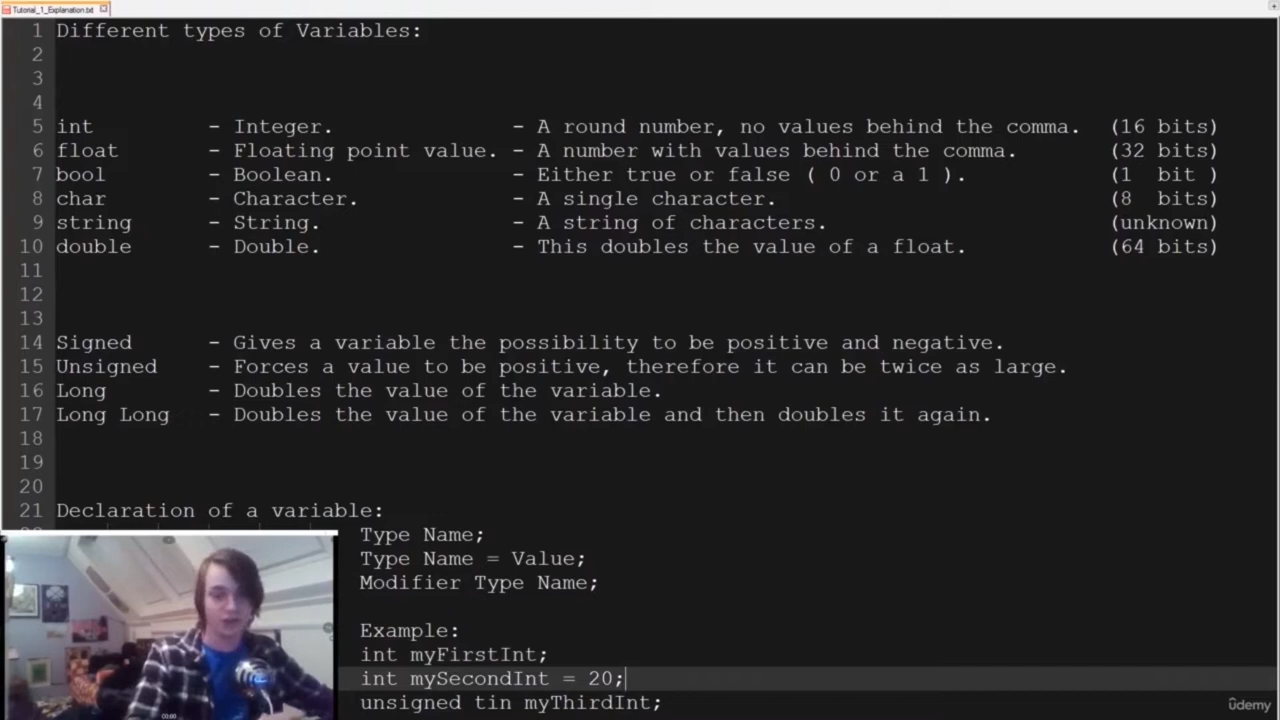 Tutorial_1_Explanation.txt
1 Different types of Variables:
2
3
4
5 int - Integer. - A round number, no values behind the comma. (16 bits)
6 float - Floating point value. - A number with values behind the comma. (32 bits)
7 bool - Boolean. - Either true or false ( 0 or a 1 ). (1 bit )
8 char - Character. - A single character. (8 bits)
9 string - String. - A string of characters. (unknown)
10 double - Double. - This doubles the value of a float. (64 bits)
11
12
13
14 Signed - Gives a variable the possibility to be positive and negative.
15 Unsigned - Forces a value to be positive, therefore it can be twice as large.
16 Long - Doubles the value of the variable.
17 Long Long - Doubles the value of the variable and then doubles it again.
18
19
20
21 Declaration of a variable:
Type Name;
Type Name = Value;
Modifier Type Name;
Example:
int myFirstInt;
int mySecondInt = 20;
unsigned tin myThirdInt;
00:00
udemy